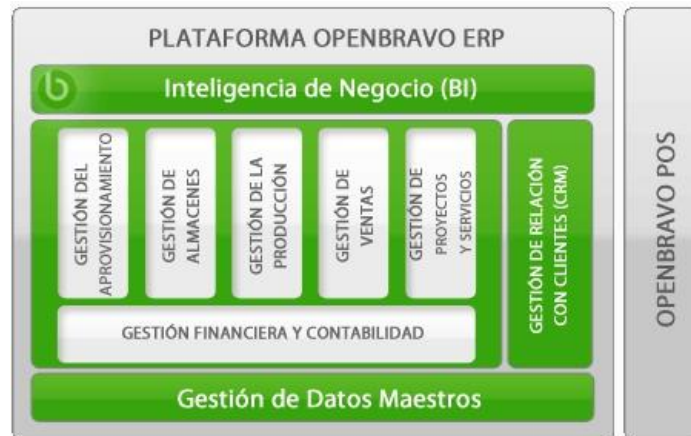 PLATAFORMA OPENBRAVO ERP
Inteligencia de Negocio (BI)
GESTIÓN DEL
APROVISIONAMIENTO
GESTIÓN DE
ALMACENES
GESTIÓN DE LA
PRODUCCIÓN
GESTIÓN DE
VENTAS
GESTIÓN DE
PROYECTOS
Y SERVICIOS
GESTIÓN DE RELACIÓN
CON CLIENTES (CRM)
GESTIÓN FINANCIERA Y CONTABILIDAD
Gestión de Datos Maestros
OPENBRAVO POS